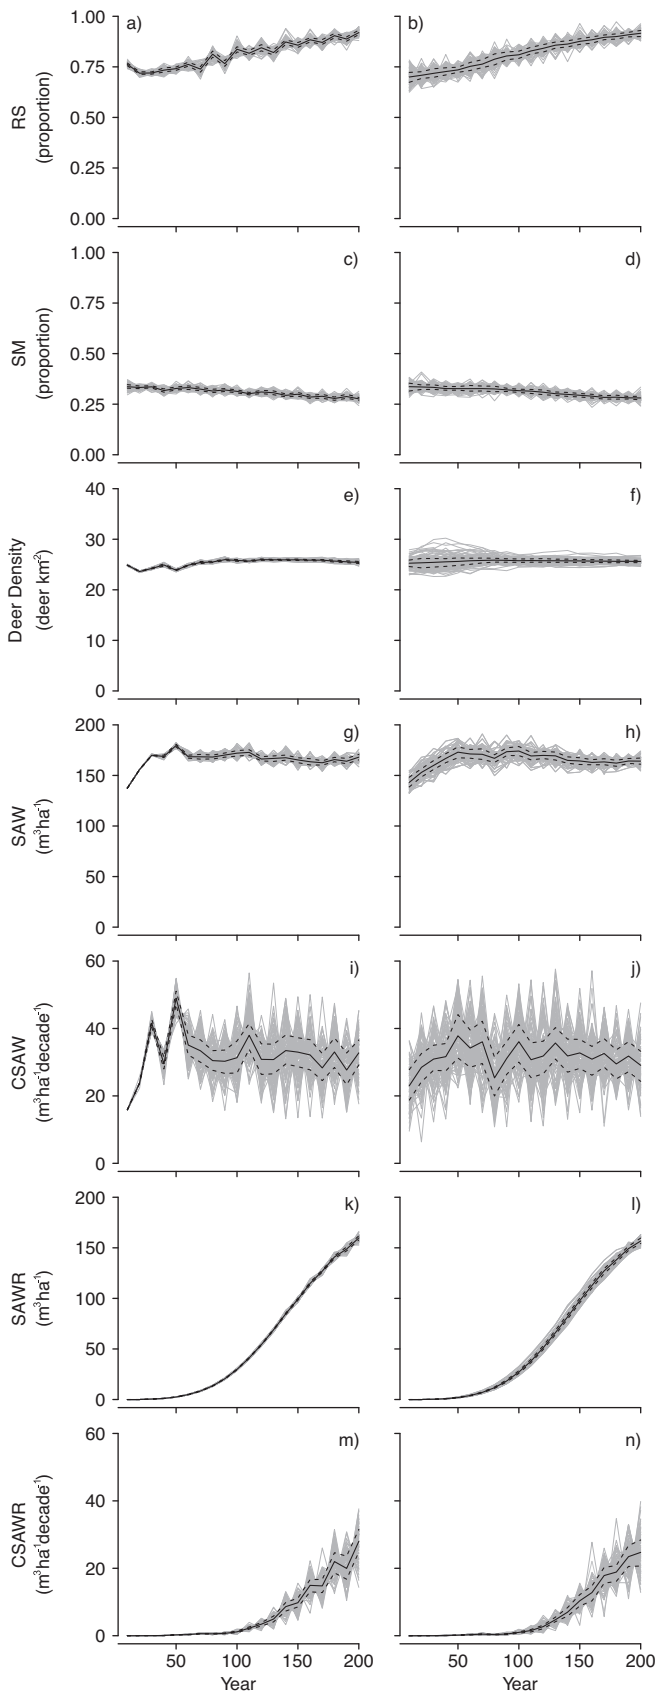 a)
b)
RS
(proportion)
1.00
0.75
0.50
0.25
0.00
c)
d)
SM
(proportion)
1.00
0.75
0.50
0.25
0.00
e)
f)
Deer Density
(deer km⁻²)
40
30
20
10
0
g)
h)
SAW
(m³ha⁻¹)
200
150
100
50
0
i)
j)
CSAW
(m³ha⁻¹decade⁻¹)
60
40
20
0
k)
l)
SAWR
(m³ha⁻¹)
200
150
100
50
0
m)
n)
CSAWR
(m³ha⁻¹decade⁻¹)
60
40
20
0
50 100 150 200 50 100 150 200
Year Year